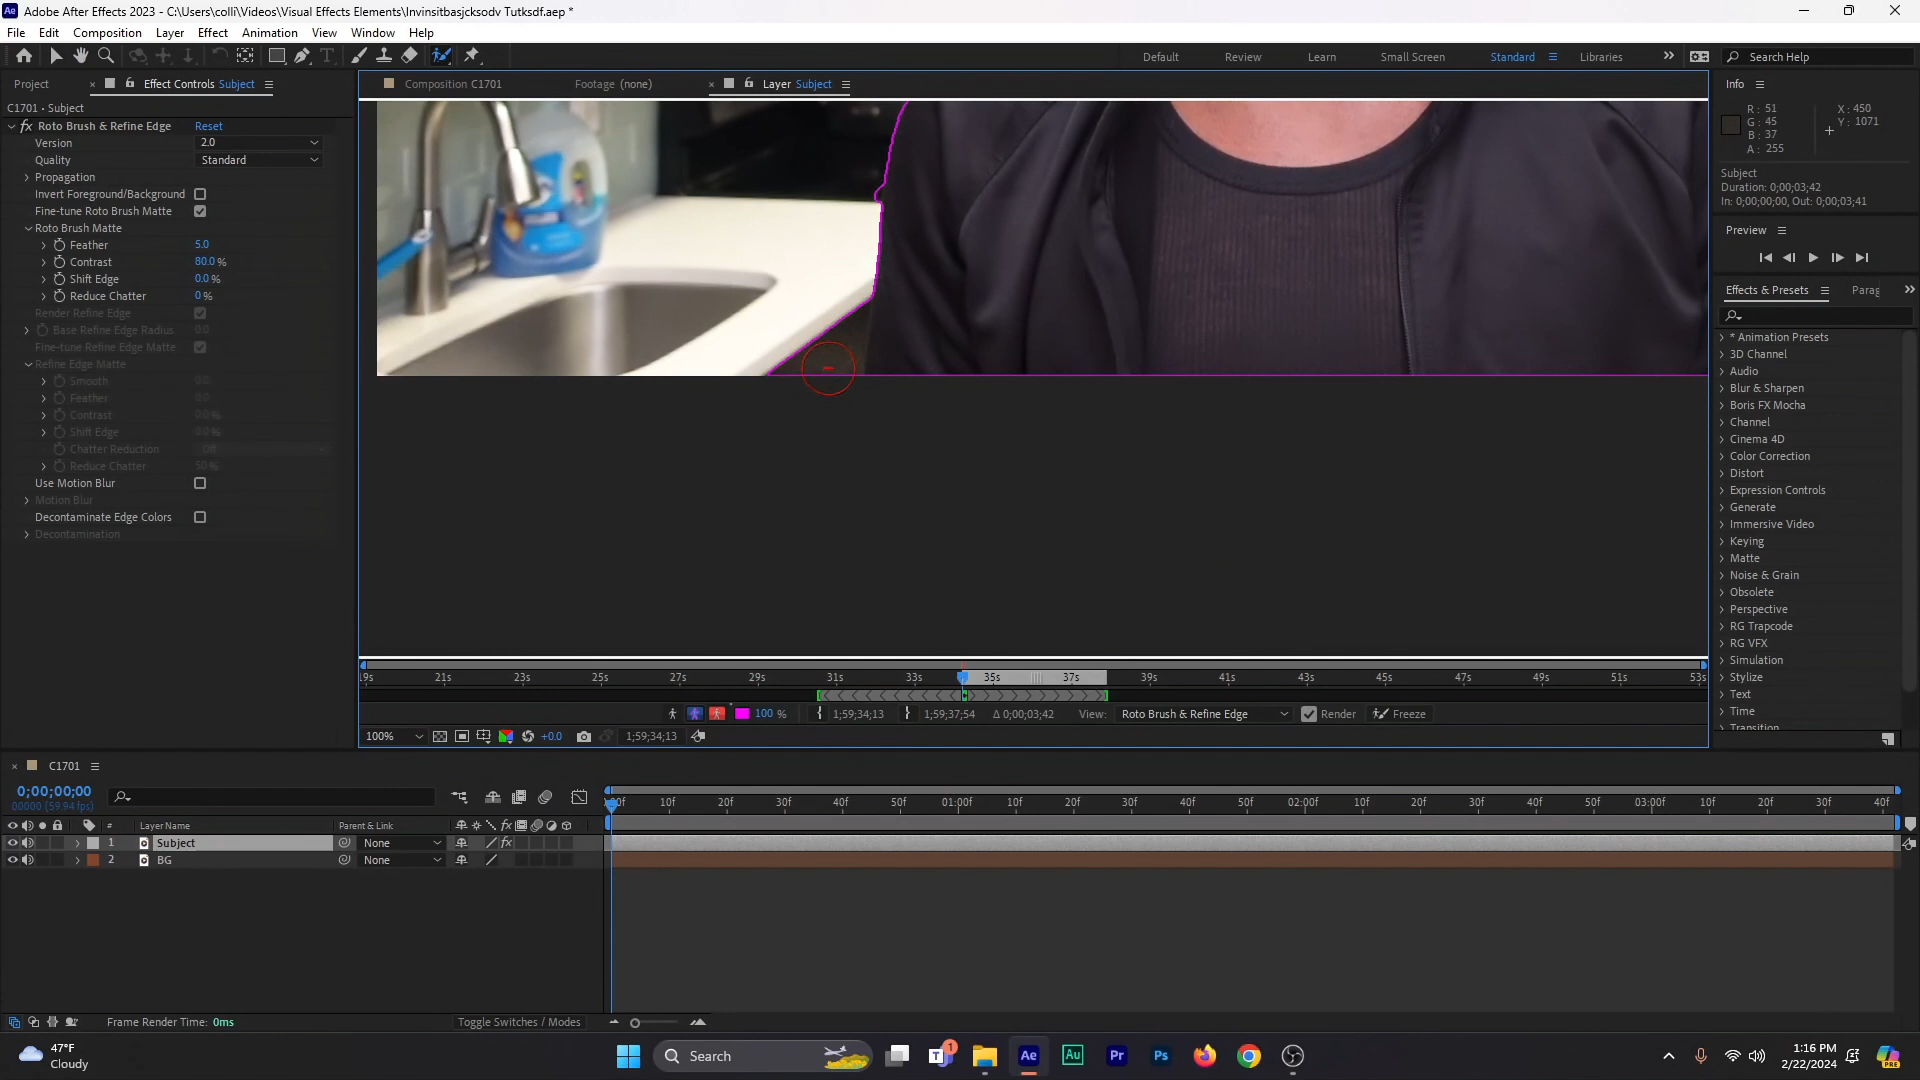 Adobe After Effects 2023 - C:\Users\colli\Videos\Visual Effects Elements\Invinsitbasjcksodv Tutksdf.aep *
File Edit Composition Layer Effect Animation View Window Help
Default Review Learn Small Screen Standard Libraries Search Help
Project Effect Controls Subject
Composition C1701 Footage (none) Layer Subject
Info
C1701 • Subject
Roto Brush & Refine Edge Reset
Version 2.0
Quality Standard
Propagation
Invert Foreground/Background
Fine-tune Roto Brush Matte
Roto Brush Matte
Feather 5.0
Contrast 80.0 %
Shift Edge 0.0 %
Reduce Chatter 0 %
Render Refine Edge
Base Refine Edge Radius 0.0
Fine-tune Refine Edge Matte
Refine Edge Matte
Smooth 0.0
Feather 0.0
Contrast 0.0 %
Shift Edge 0.0 %
Chatter Reduction Off
Reduce Chatter 50 %
Use Motion Blur
Motion Blur
Decontaminate Edge Colors
Decontamination
R: 51 X: 450
G: 45 Y: 1071
B: 37
A: 255
Subject
Duration: 0;00;03;42
In: 0;00;00;00, Out: 0;00;03;41
Preview
Effects & Presets Parag
* Animation Presets
3D Channel
Audio
Blur & Sharpen
Boris FX Mocha
Channel
Cinema 4D
Color Correction
Distort
Expression Controls
Generate
Immersive Video
Keying
Matte
Noise & Grain
Obsolete
Perspective
RG Trapcode
RG VFX
Simulation
Stylize
Text
Time
Transition
19s 21s 23s 25s 27s 29s 31s 33s 35s 37s 39s 41s 43s 45s 47s 49s 51s 53s
100 % 1;59;34;13 1;59;37;54 Δ 0;00;03;42 View: Roto Brush & Refine Edge Render Freeze
100% +0.0 1;59;34;13
C1701
0;00;00;00
00000 (59.94 fps)
:00f 10f 20f 30f 40f 50f 01:00f 10f 20f 30f 40f 50f 02:00f 10f 20f 30f 40f 50f 03:00f 10f 20f 30f 40f
# Layer Name Parent & Link
1 Subject None
2 BG None
Frame Render Time: 0ms Toggle Switches / Modes
47°F
Cloudy
Search
1
Ae Au Pr Ps
1:16 PM
2/22/2024
PRE